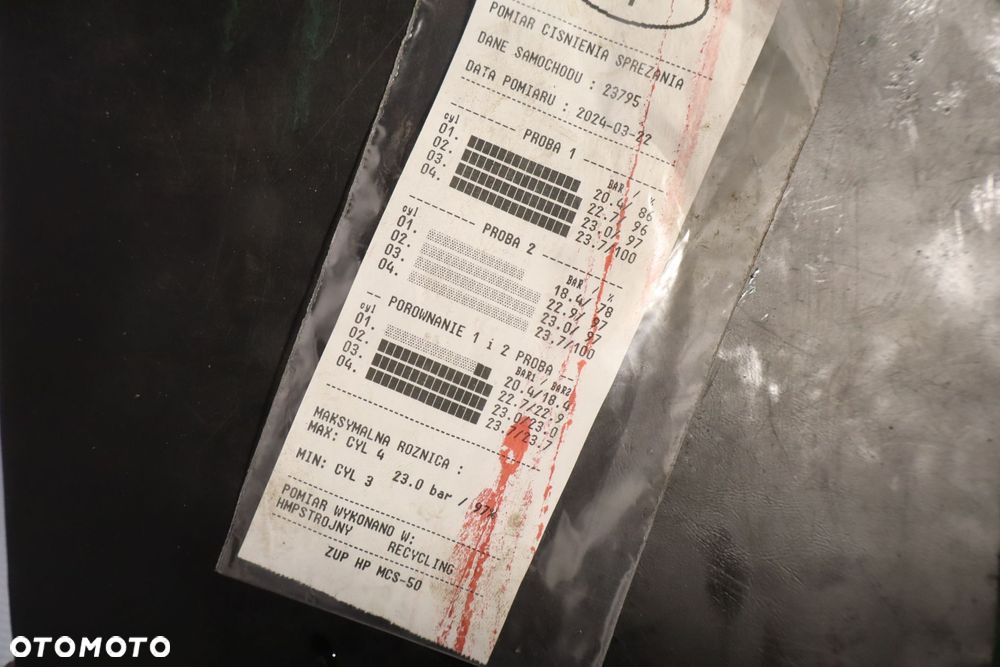 POMIAR CISNIENIA SPREZANIA
DANE SAMOCHODU : 23795
DATA POMIARU : 2024-03-22
PROBA 1
cyl BAR / %
01. 20.4/ 86
02. 22.7/ 96
03. 23.0/ 97
04. 23.7/100
PROBA 2
cyl BAR / %
01. 18.4/ 78
02. 22.9/ 97
03. 23.0/ 97
04. 23.7/100
POROWNANIE 1 i 2 PROBA
cyl BAR1 / BAR2
01. 20.4/18.4
02. 22.7/22.9
03. 23.0/23.0
04. 23.7/23.7
MAKSYMALNA ROZNICA :
MAX: CYL 4
23.0 bar / 97%
MIN: CYL 3
POMIAR WYKONANO W:
HMPSTROJNY RECYCLING
ZUP HP MCS-50
OTOMOTO